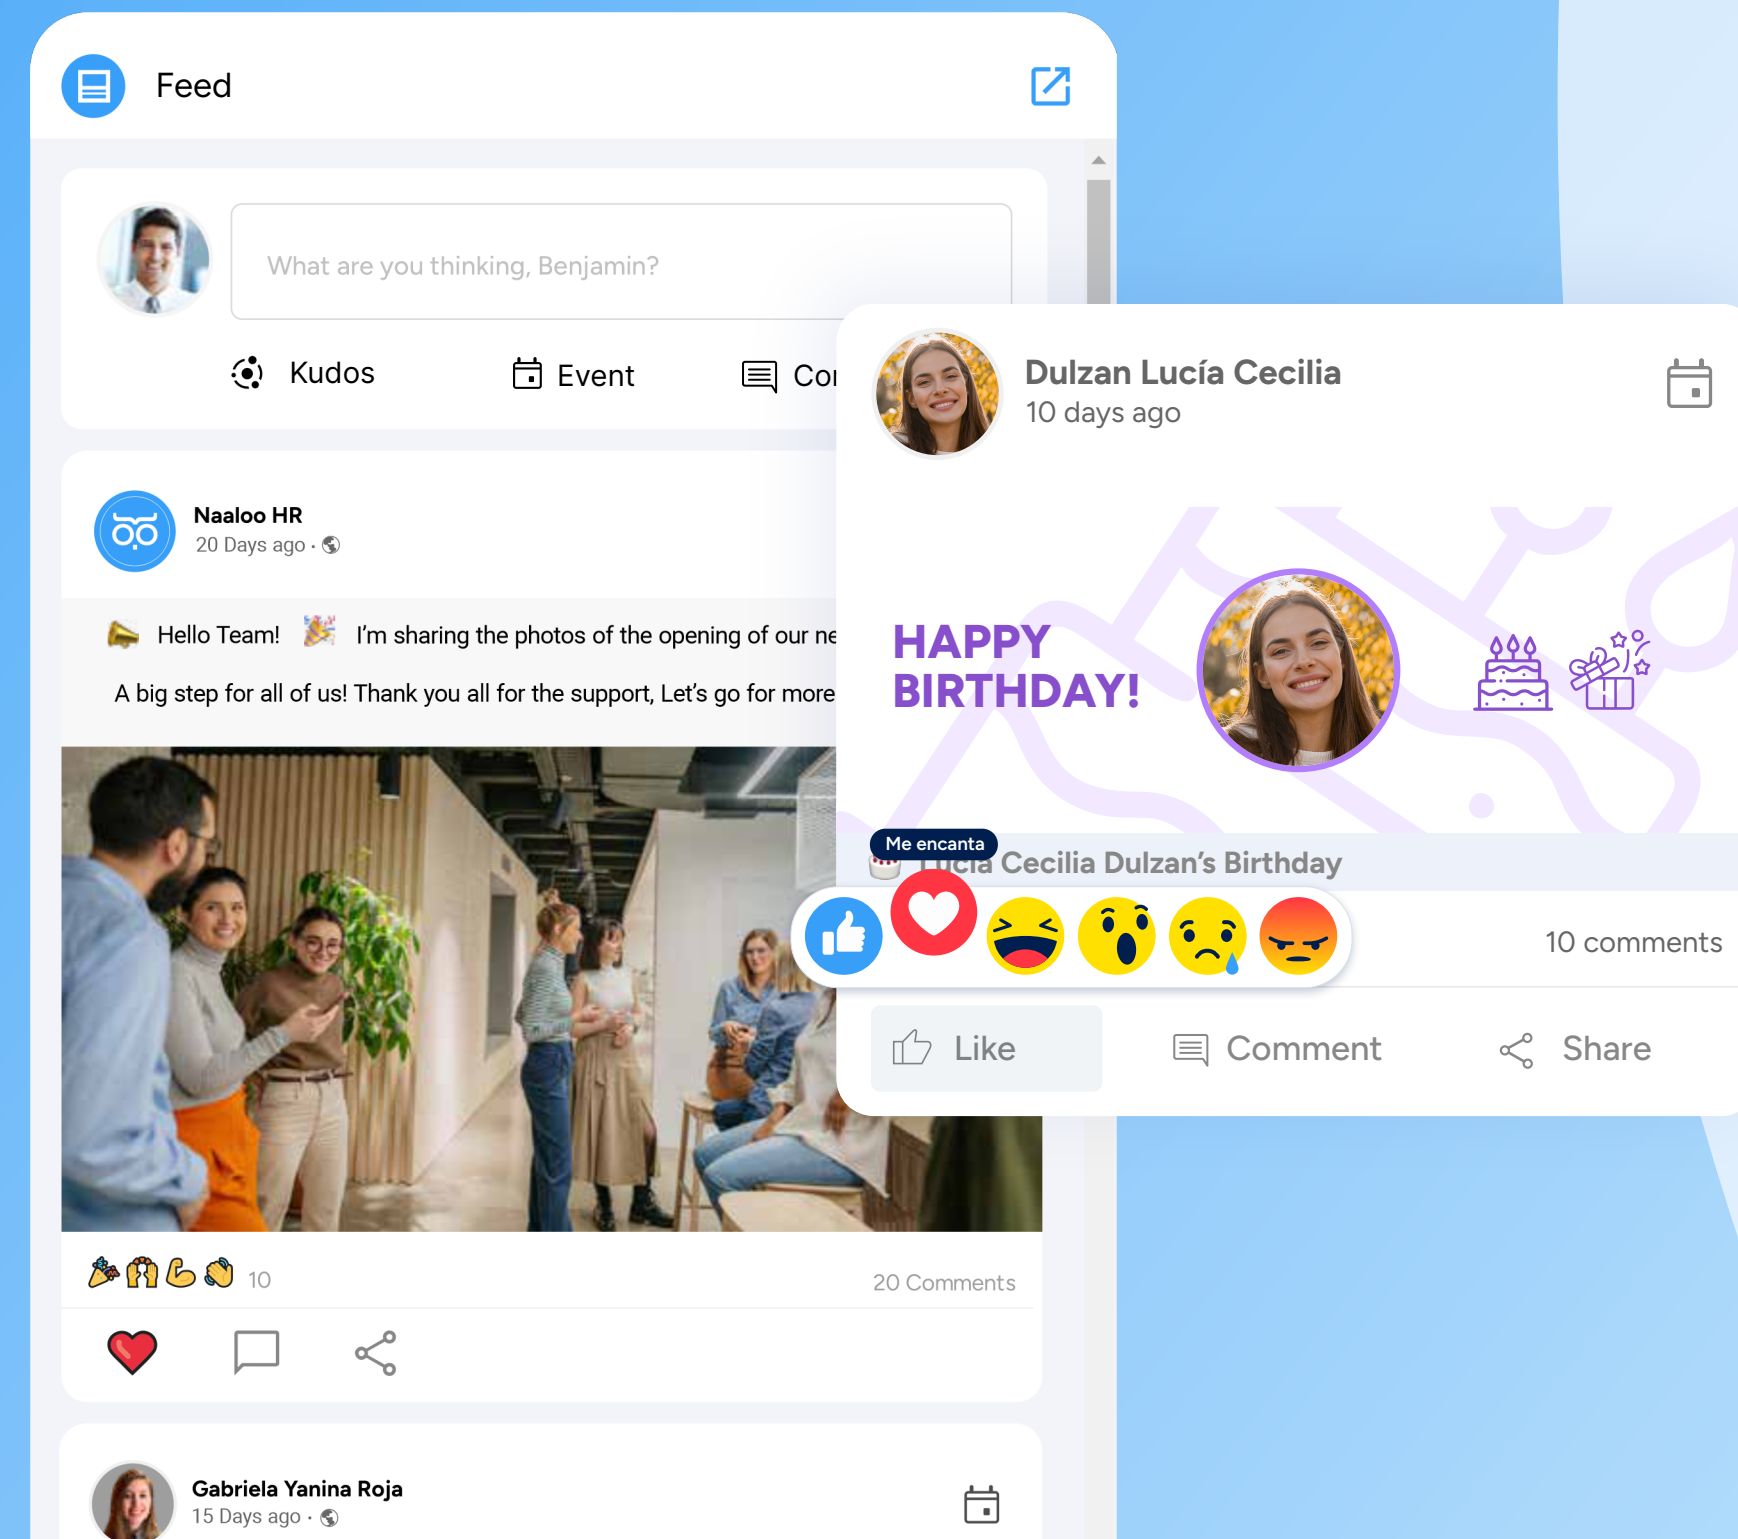 Feed
What are you thinking, Benjamin?
Kudos
Event
Naaloo HR
20 Days ago ·
Hello Team! I'm sharing the photos of the opening of our
A big step for all of us! Thank you all for the support, Let's go for more
10
20 Comments
Gabriela Yanina Roja
15 Days ago ·
Dulzan Lucía Cecilia
10 days ago
HAPPY
BIRTHDAY!
Me encanta
Lucía Cecilia Dulzan's Birthday
10 comments
Like
Comment
Share